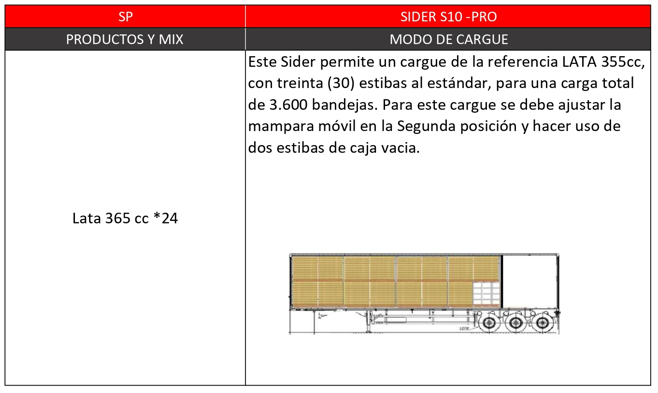 SP
SIDER S10 -PRO
PRODUCTOS Y MIX
MODO DE CARGUE
Este Sider permite un cargue de la referencia LATA 355cc,
con treinta (30) estibas al estándar, para una carga total
de 3.600 bandejas. Para este cargue se debe ajustar la
mampara móvil en la Segunda posición y hacer uso de
dos estibas de caja vacia.
Lata 365 cc *24